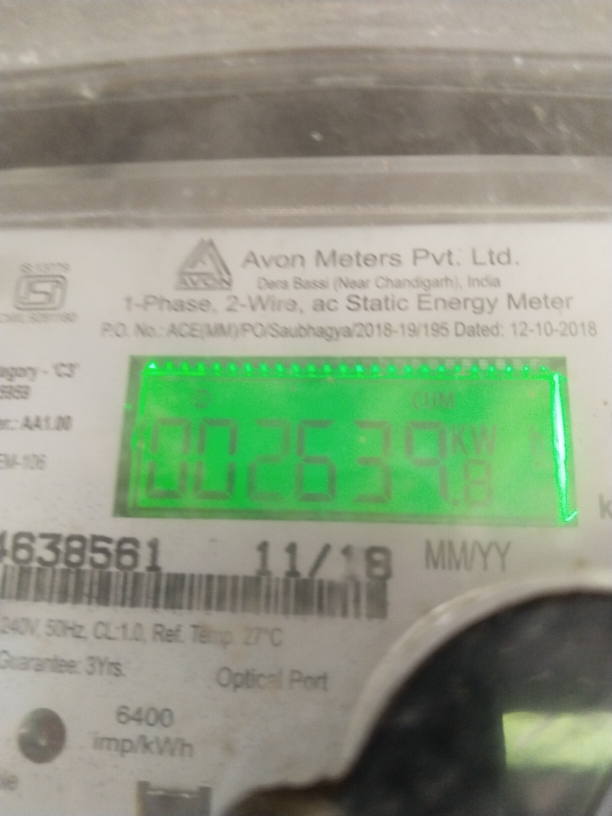 AVON
Avon Meters Pvt. Ltd.
Dera Bassi (Near Chandigarh), India
1-Phase, 2-Wire, ac Static Energy Meter
P.O. No.: ACE(MM)/PO/Saubhagya/2018-19/195 Dated: 12-10-2018
IS 13779
egory - 'C3'
er.: AA1.00
EM-106
CUM
002639.8 KW
4638561 11/18 MM/YY
240V, 50Hz, CL:1.0, Ref. Temp. 27°C
Guarantee: 3Yrs.
Optical Port
6400
imp/kWh